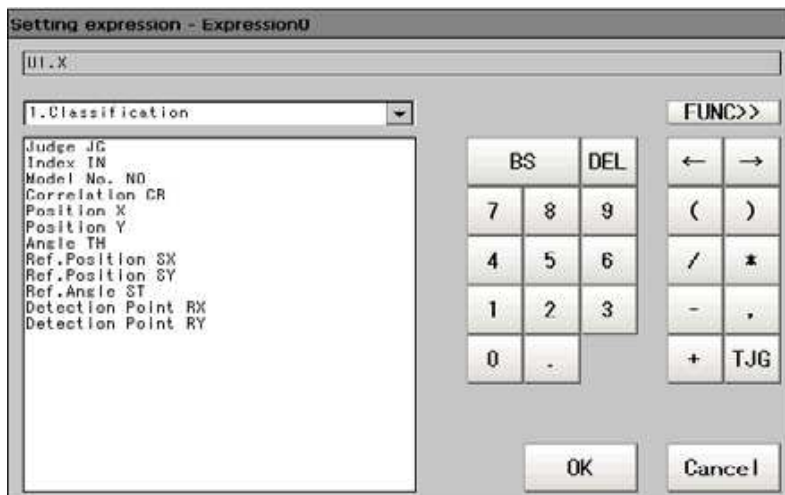 Setting expression - Expression0
U1.X
1.Classification
FUNC>>
Judge JG
Index IN
Model No. NO
Correlation CR
Position X
Position Y
Angle TH
Ref.Position SX
Ref.Position SY
Ref.Angle ST
Detection Point RX
Detection Point RY
BS DEL ← →
7 8 9 ( )
4 5 6 / *
1 2 3 - ,
0 . + TJG
OK Cancel